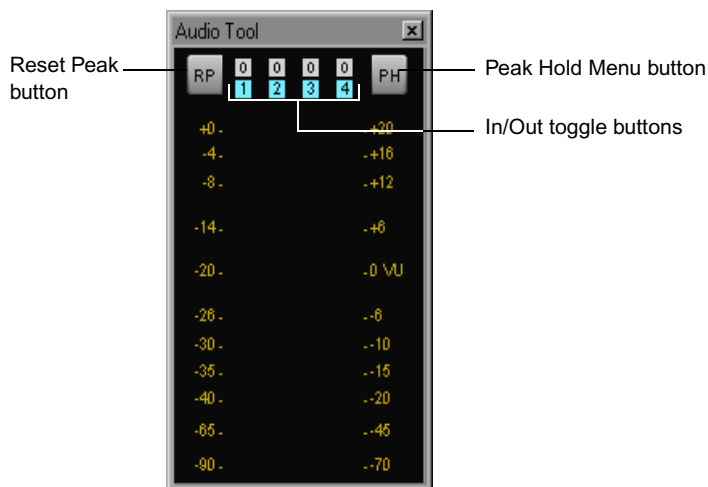 Audio Tool
Reset Peak
button
RP
0 0 0 0
1 2 3 4
PH
Peak Hold Menu button
In/Out toggle buttons
+0 +20
-4 +16
-8 +12
-14 +6
-20 0 VU
-26 -6
-30 -10
-35 -15
-40 -20
-65 -45
-90 -70